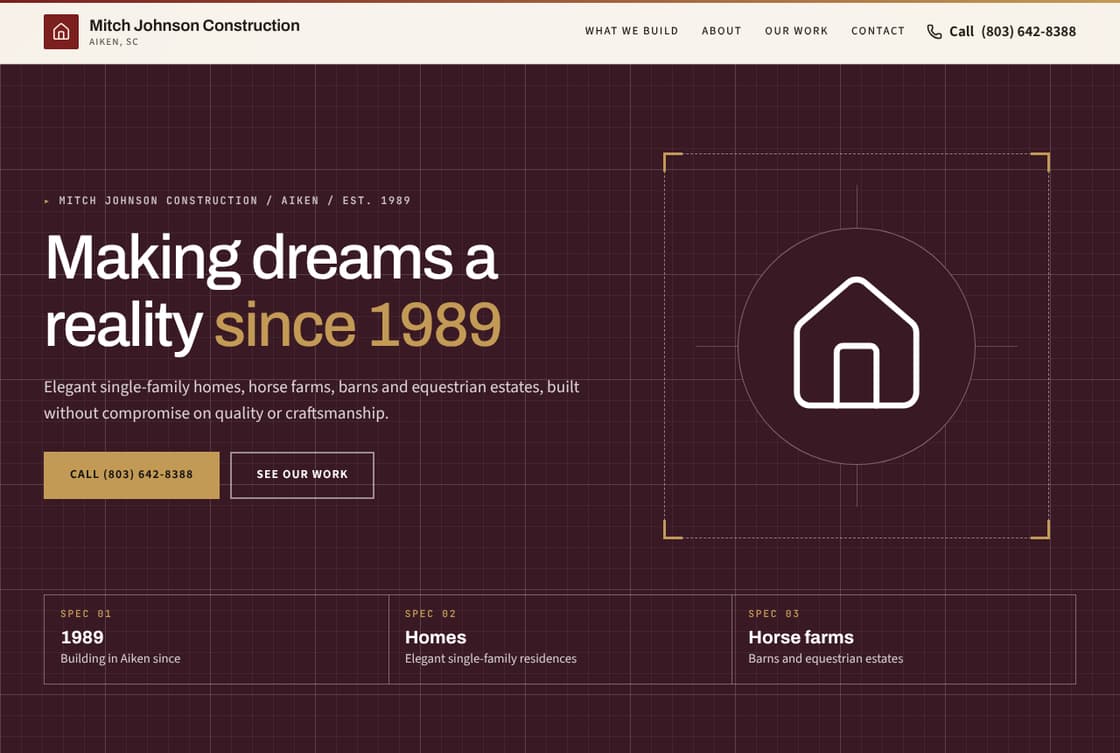 Mitch Johnson Construction
AIKEN, SC
WHAT WE BUILD
ABOUT
OUR WORK
CONTACT
Call (803) 642-8388
▸ MITCH JOHNSON CONSTRUCTION / AIKEN / EST. 1989
Making dreams a
reality since 1989
Elegant single-family homes, horse farms, barns and equestrian estates, built
without compromise on quality or craftsmanship.
CALL (803) 642-8388
SEE OUR WORK
SPEC 01
1989
Building in Aiken since
SPEC 02
Homes
Elegant single-family residences
SPEC 03
Horse farms
Barns and equestrian estates